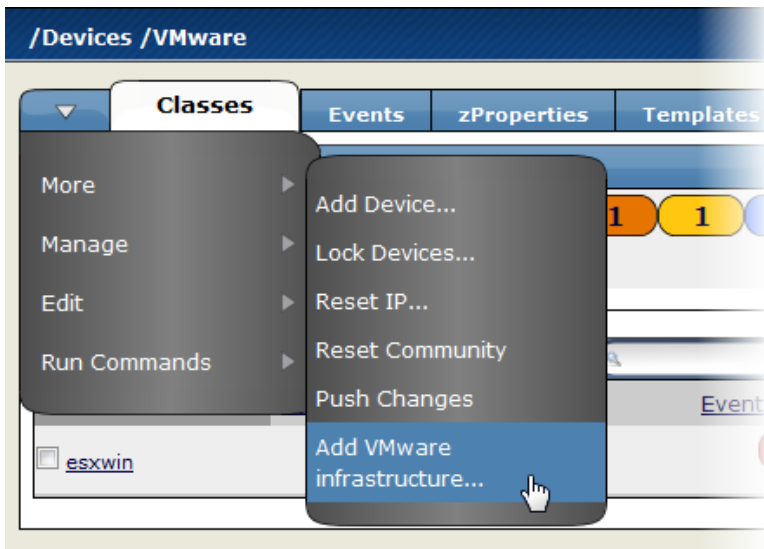 /Devices /VMware
Classes
Events
zProperties
Templates
More
Manage
Edit
Run Commands
Add Device...
Lock Devices...
Reset IP...
Reset Community
Push Changes
Add VMware
infrastructure...
1
1
Event
esxwin